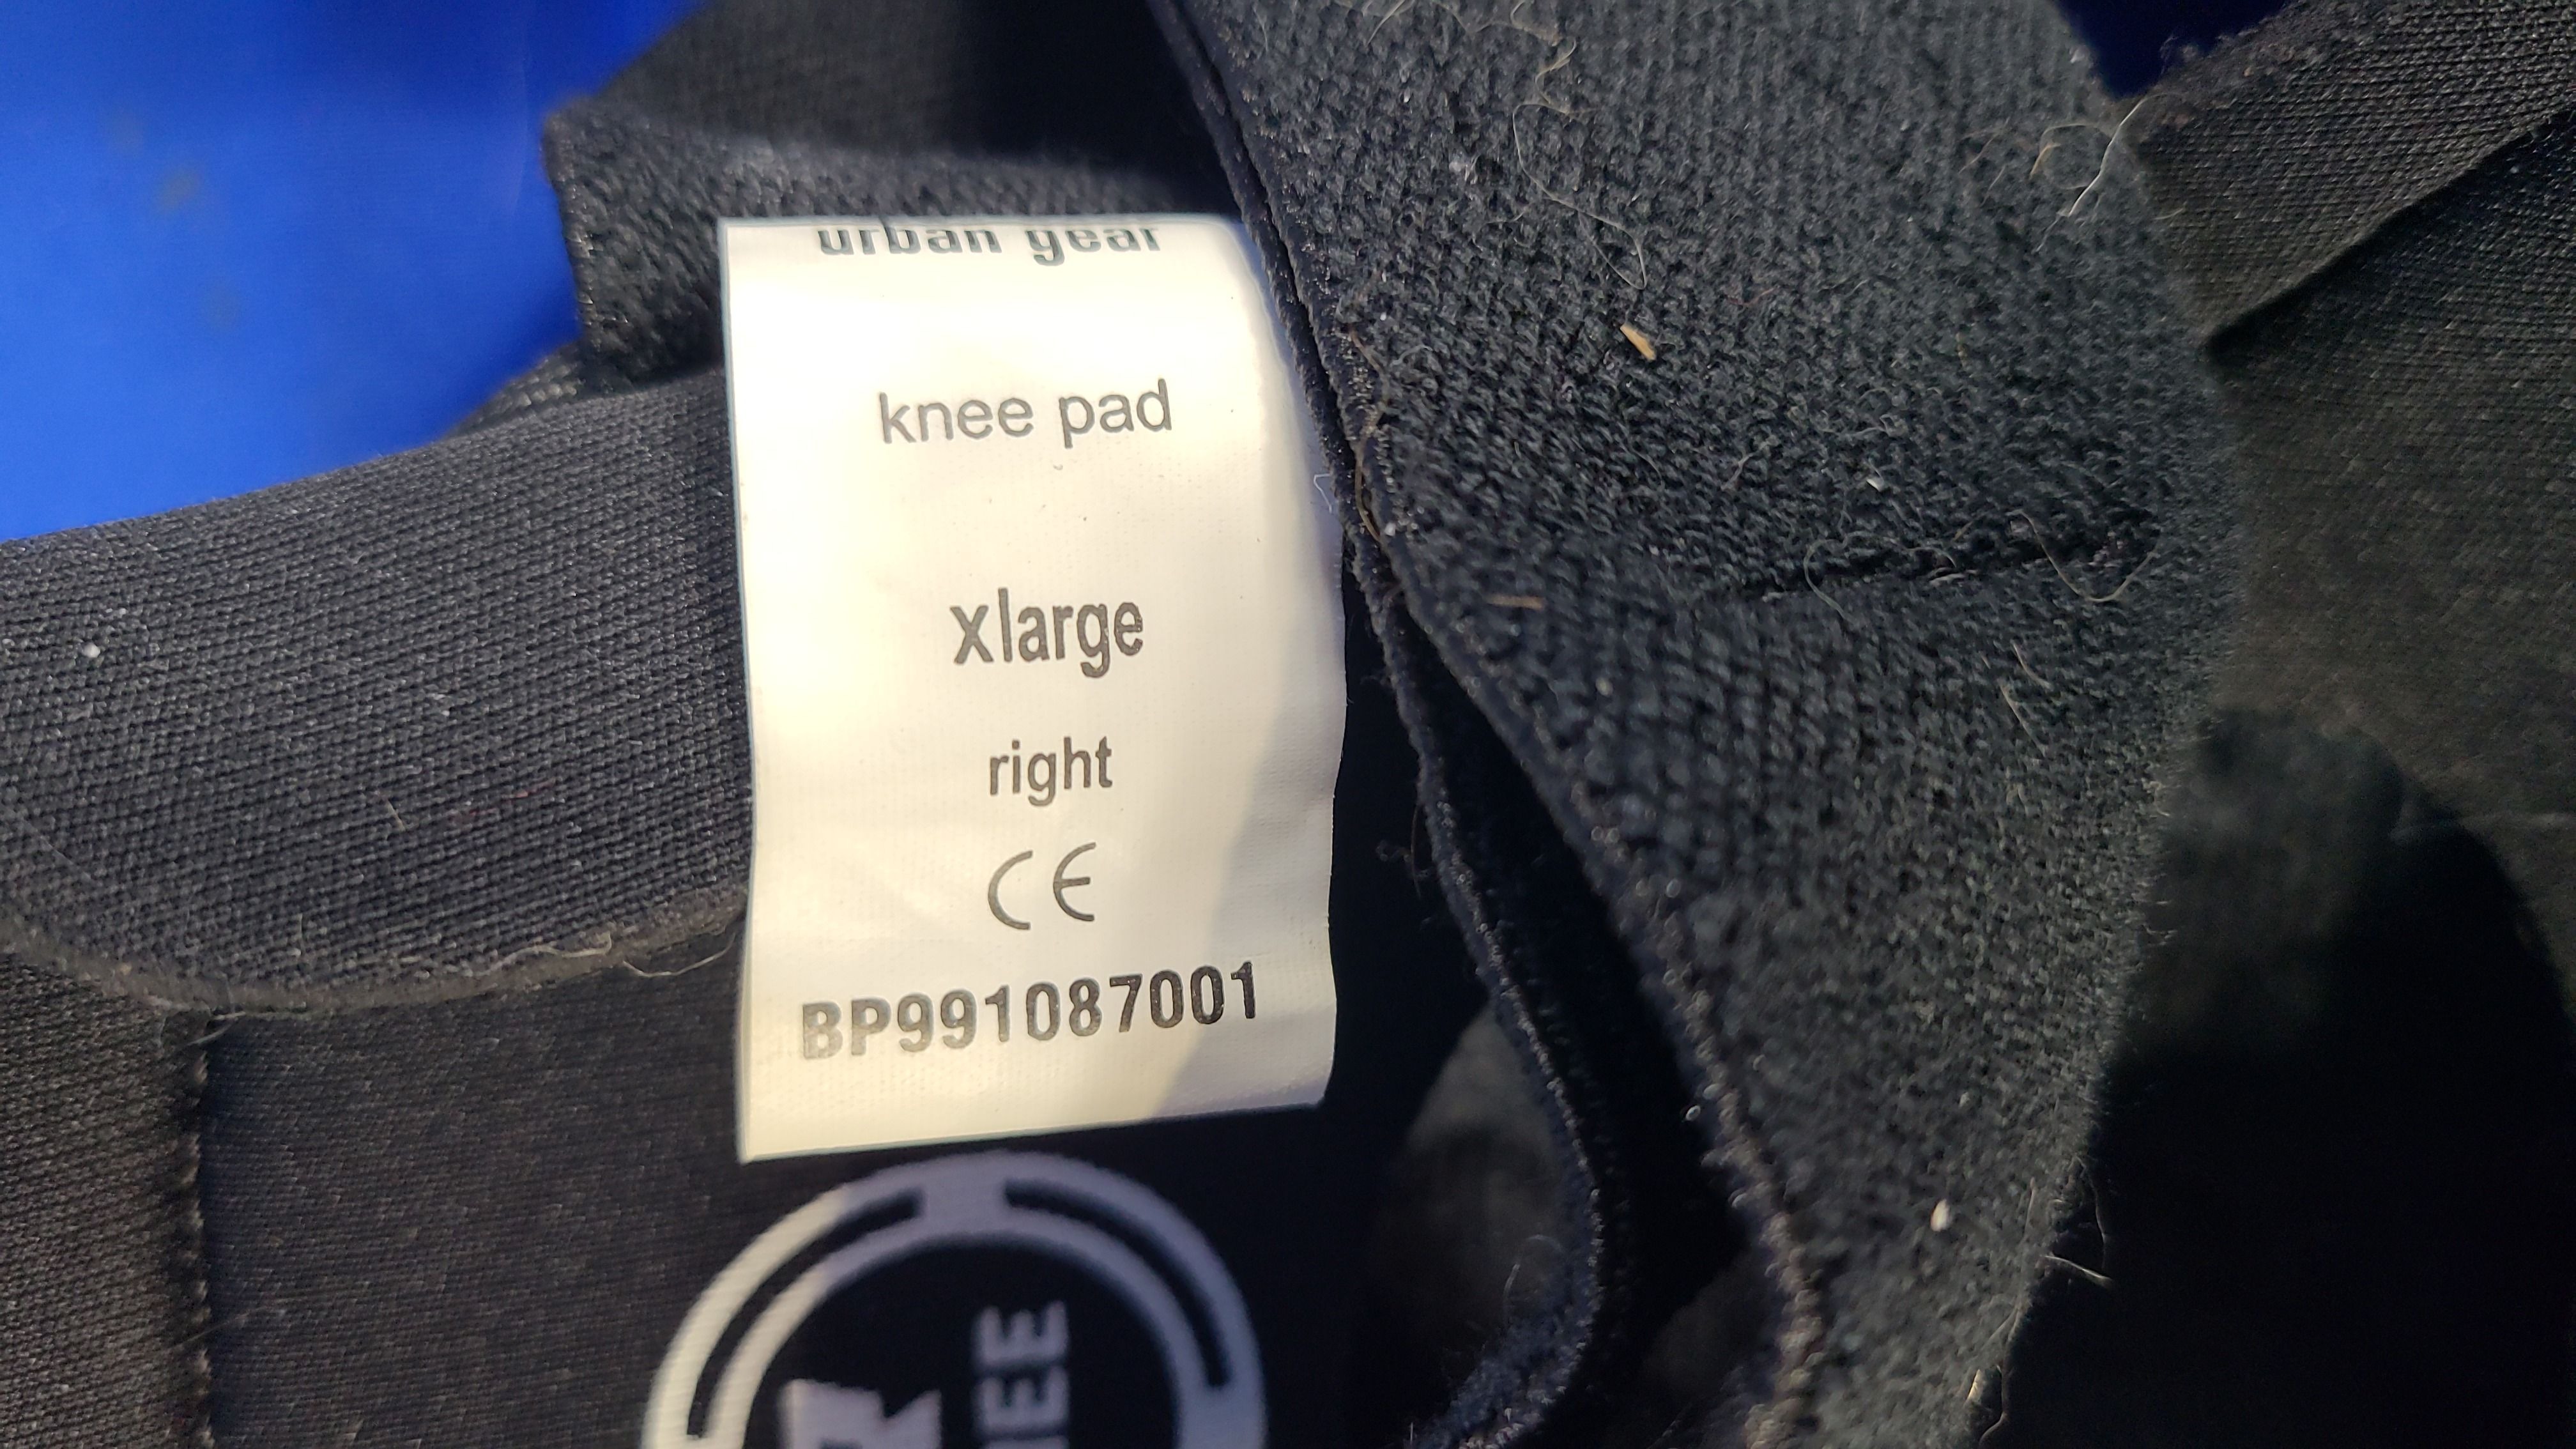 urban gear
knee pad
xlarge
right
CE
BP991087001